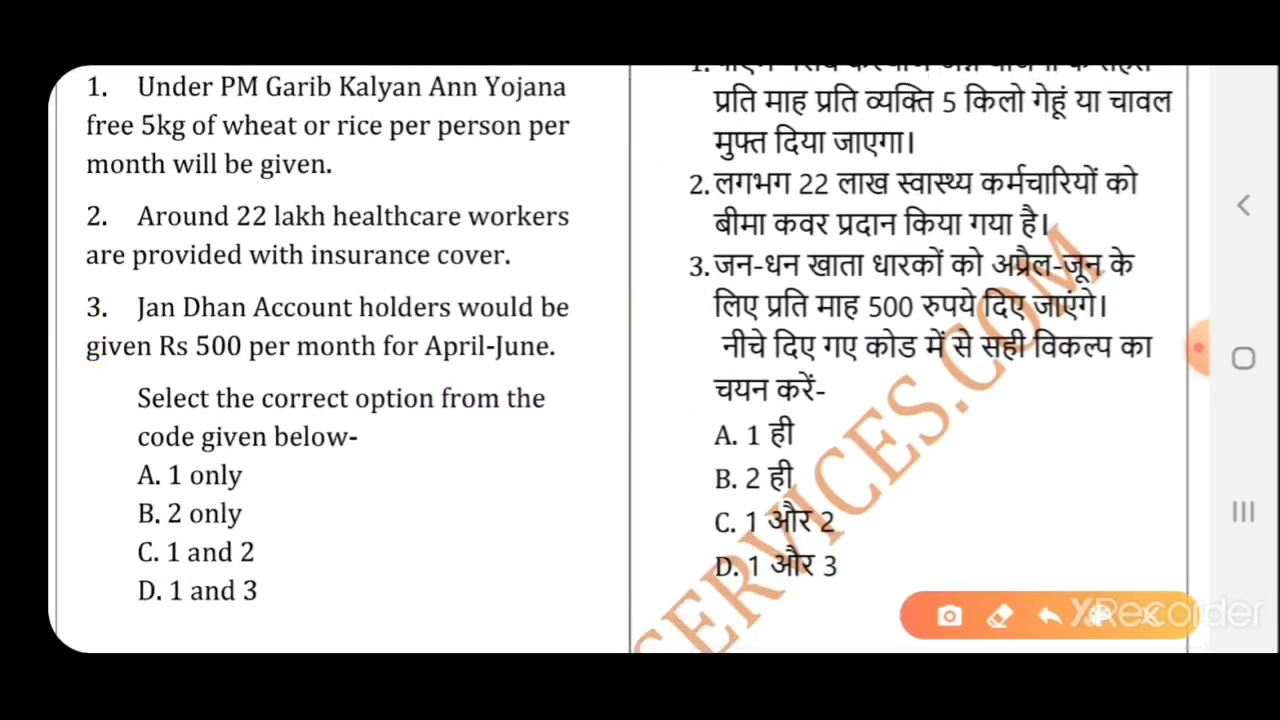 1. Under PM Garib Kalyan Ann Yojana
free 5kg of wheat or rice per person per
month will be given.
2. Around 22 lakh healthcare workers
are provided with insurance cover.
3. Jan Dhan Account holders would be
given Rs 500 per month for April-June.
Select the correct option from the
code given below-
A. 1 only
B. 2 only
C. 1 and 2
D. 1 and 3
प्रति माह प्रति व्यक्ति 5 किलो गेहूं या चावल
मुफ्त दिया जाएगा।
2. लगभग 22 लाख स्वास्थ्य कर्मचारियों को
बीमा कवर प्रदान किया गया है।
3. जन-धन खाता धारकों को अप्रैल-जून के
लिए प्रति माह 500 रुपये दिए जाएंगे।
नीचे दिए गए कोड में से सही विकल्प का
चयन करें-
A. 1 ही
B. 2 ही
C. 1 और 2
D. 1 और 3
SERVICES.COM
XRecorder